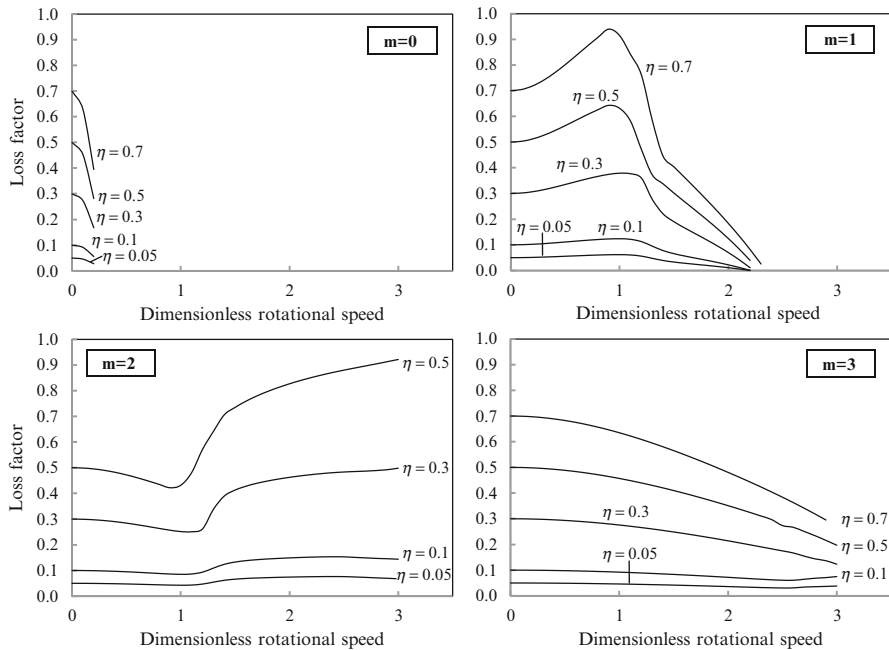 1.0
0.9
0.8
0.7
0.6
0.5
0.4
0.3
0.2
0.1
0.0
Loss factor
m=0
η = 0.7
η = 0.5
η = 0.3
η = 0.1
η = 0.05
0 1 2 3
Dimensionless rotational speed
1.0
0.9
0.8
0.7
0.6
0.5
0.4
0.3
0.2
0.1
0.0
m=1
η = 0.7
η = 0.5
η = 0.3
η = 0.05
η = 0.1
0 1 2 3
Dimensionless rotational speed
1.0
0.9
0.8
0.7
0.6
0.5
0.4
0.3
0.2
0.1
0.0
Loss factor
m=2
η = 0.5
η = 0.3
η = 0.1
η = 0.05
0 1 2 3
Dimensionless rotational speed
1.0
0.9
0.8
0.7
0.6
0.5
0.4
0.3
0.2
0.1
0.0
m=3
η = 0.3
η = 0.7
η = 0.5
η = 0.05
η = 0.1
0 1 2 3
Dimensionless rotational speed